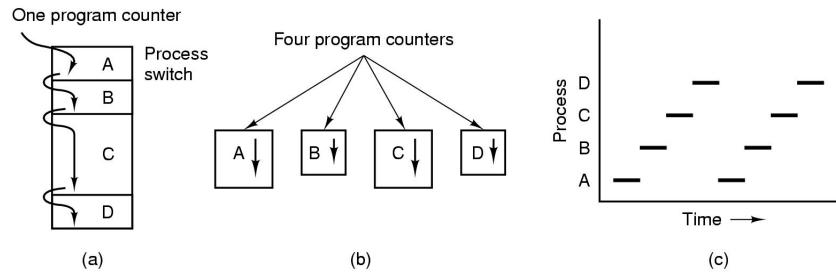 One program counter
Process
switch
A
B
C
D
(a)
Four program counters
A
B
C
D
(b)
Process
D
C
B
A
Time
(c)